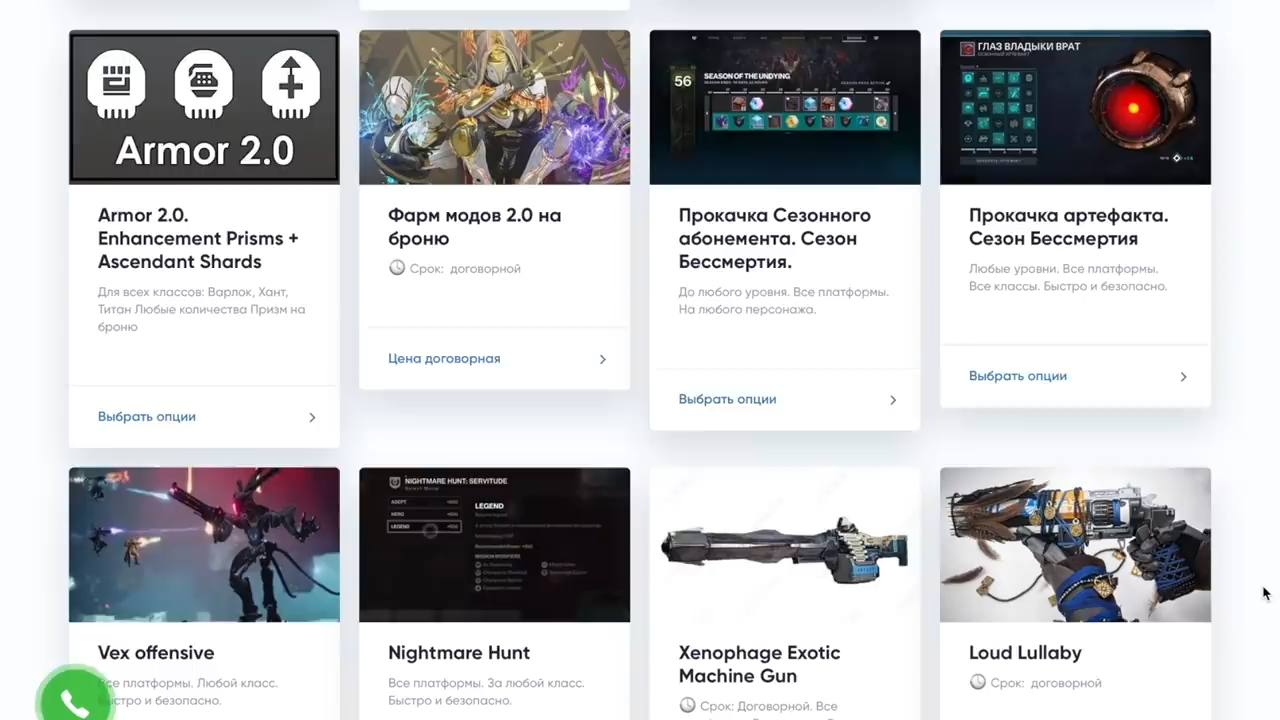 Armor 2.0
SEASON OF THE UNDYING
56
ГЛАЗ ВЛАДЫКИ ВРАТ
Armor 2.0.
Enhancement Prisms +
Ascendant Shards
Для всех классов: Варлок, Хант,
Титан Любые количества Призм на
броню
Выбрать опции
Фарм модов 2.0 на
броню
Срок: договорной
Цена договорная
Прокачка Сезонного
абонемента. Сезон
Бессмертия.
До любого уровня. Все платформы.
На любого персонажа.
Выбрать опции
Прокачка артефакта.
Сезон Бессмертия
Любые уровни. Все платформы.
Все классы. Быстро и безопасно.
Выбрать опции
NIGHTMARE HUNT: SERVITUDE
ADEPT
HERO
LEGEND
LEGEND
Vex offensive
Все платформы. Любой класс.
Быстро и безопасно.
Nightmare Hunt
Все платформы. За любой класс.
Быстро и безопасно.
Xenophage Exotic
Machine Gun
Срок: Договорной. Все
Loud Lullaby
Срок: договорной